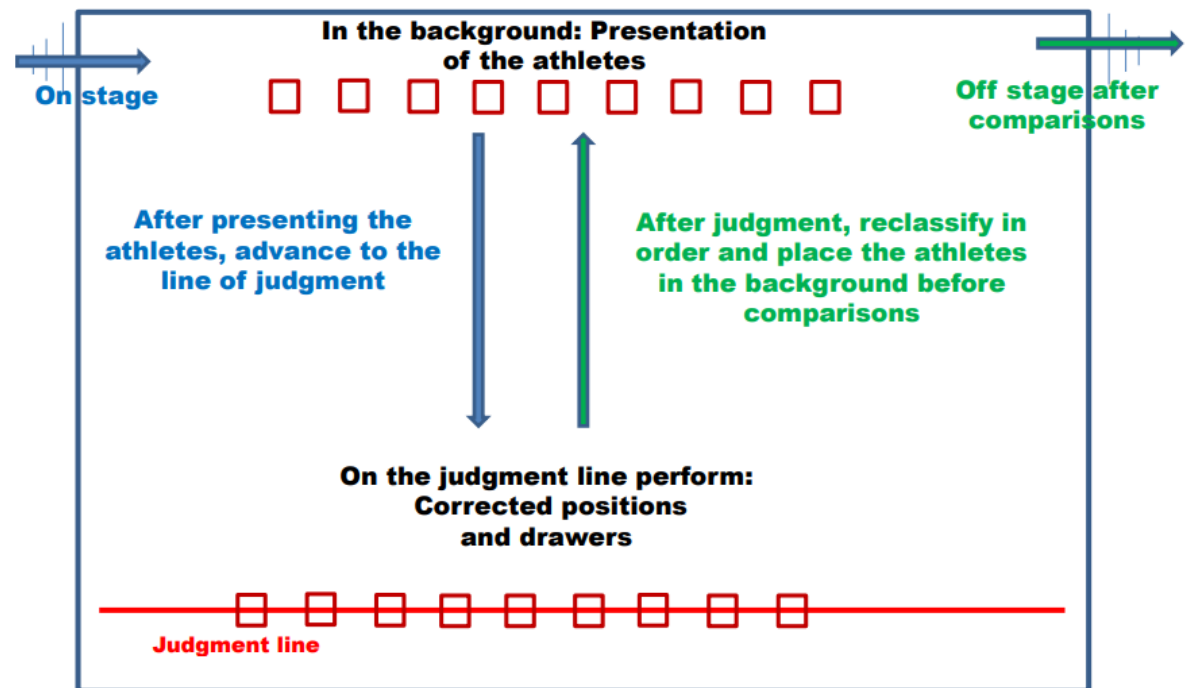 In the background: Presentation
of the athletes
On stage
Off stage after
comparisons
After presenting the
athletes, advance to the
line of judgment
After judgment, reclassify in
order and place the athletes
in the background before
comparisons
On the judgment line perform:
Corrected positions
and drawers
Judgment line